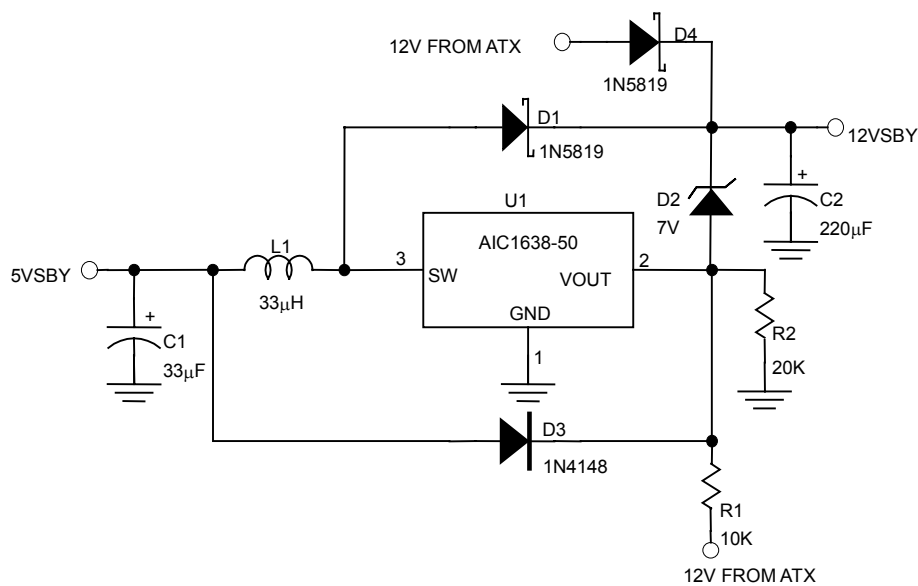 12V FROM ATX
D4
1N5819
D1
1N5819
12VSBY
+
C2
220μF
D2
7V
U1
AIC1638-50
L1
33μH
5VSBY
3
SW
VOUT
2
GND
1
+
C1
33μF
R2
20K
D3
1N4148
R1
10K
12V FROM ATX